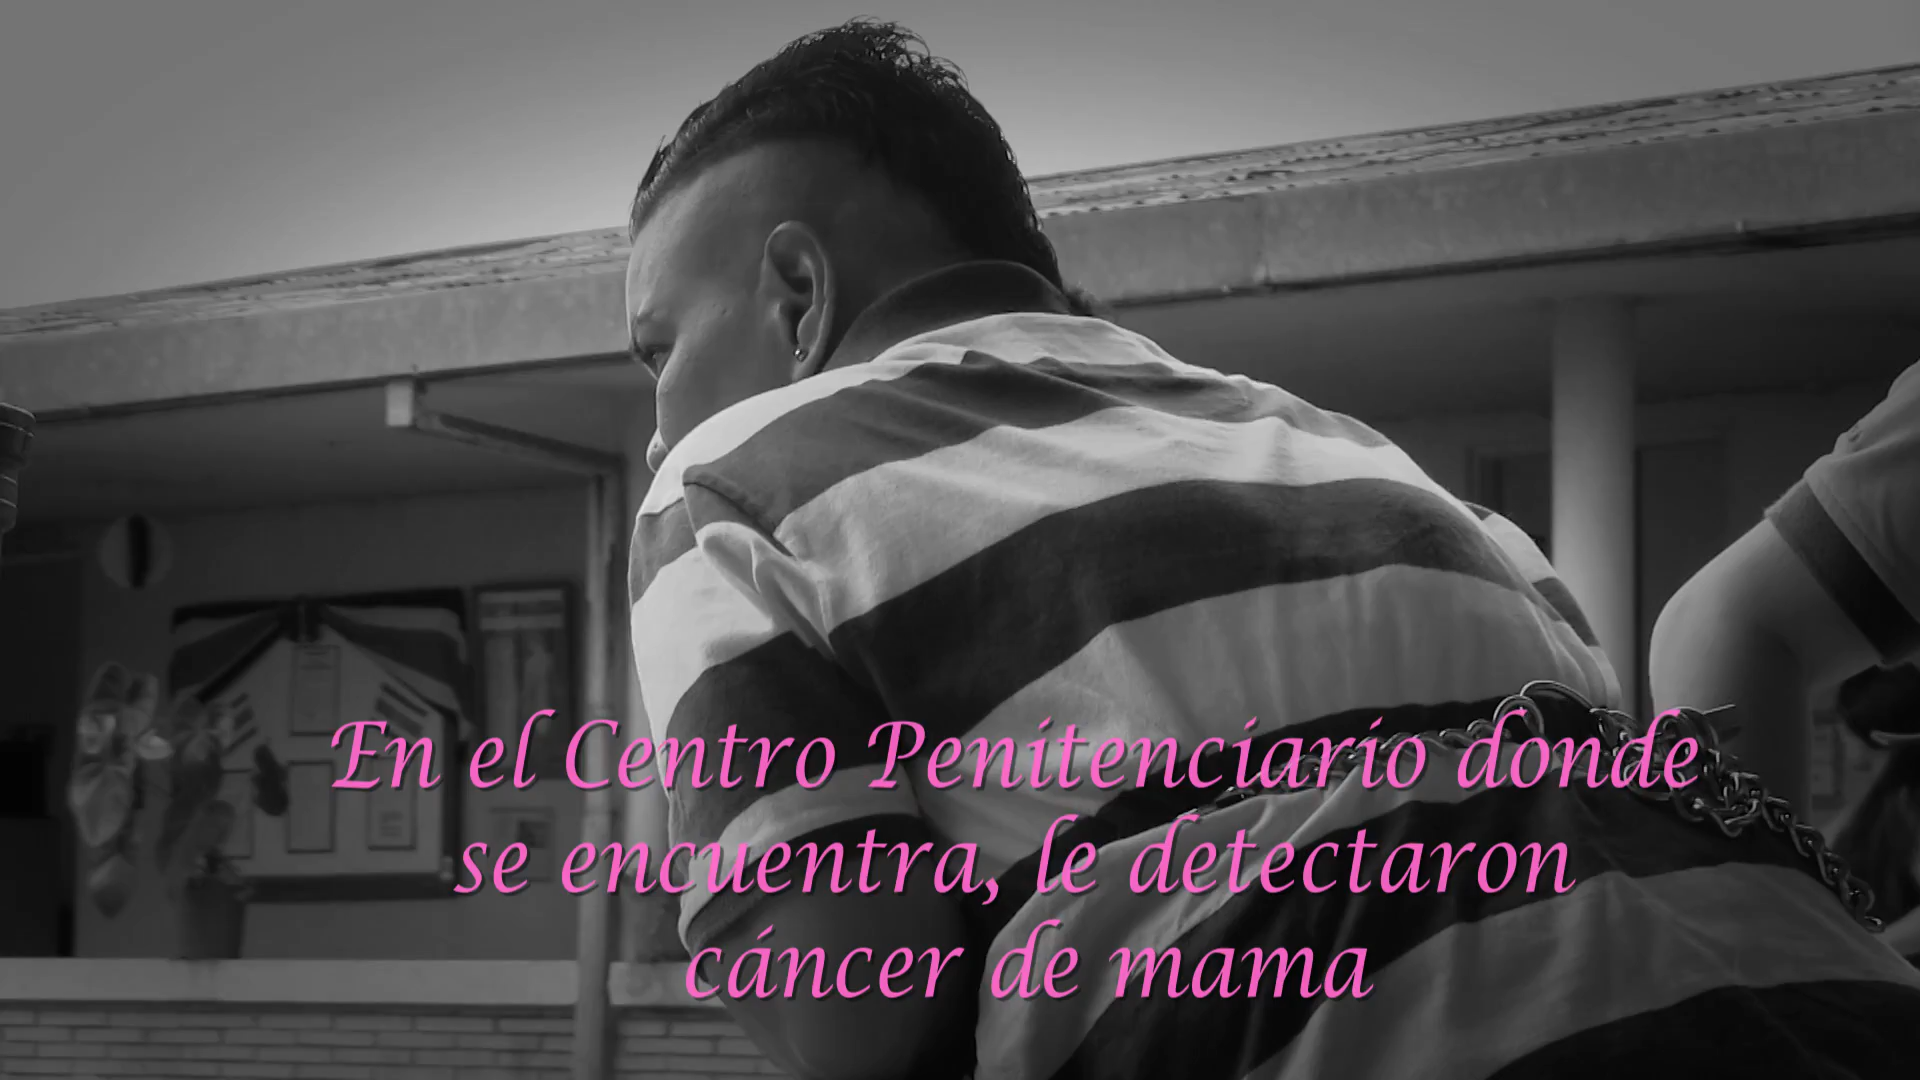 En el Centro Penitenciario donde
se encuentra, le detectaron
cáncer de mama